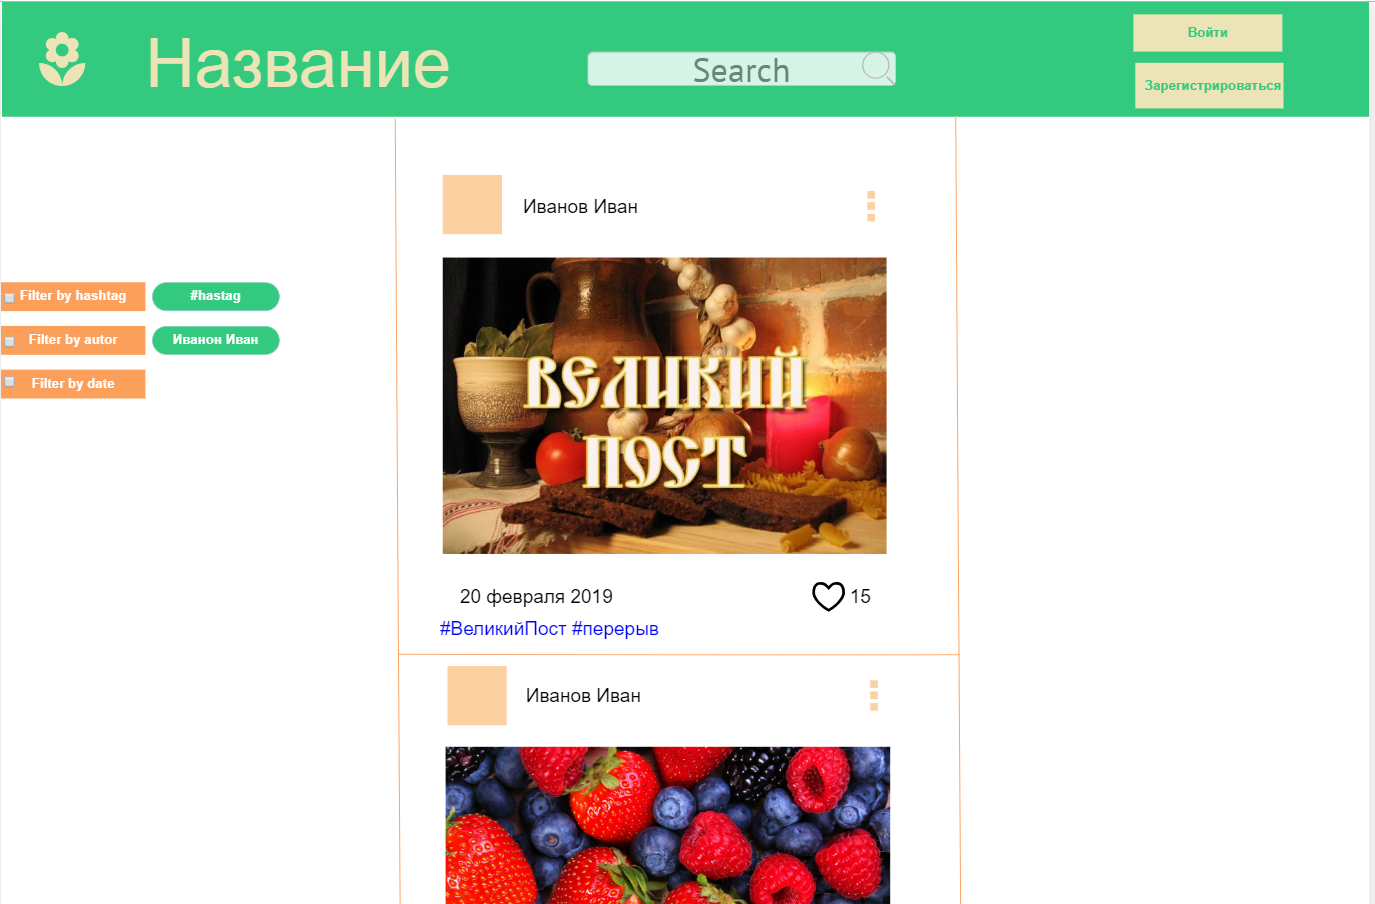 Название
Search
Войти
Зарегистрироваться
Иванов Иван
Filter by hashtag
#hastag
Filter by autor
Иванон Иван
Filter by date
ВЕЛИКИЙ
ПОСТ
20 февраля 2019
15
#ВеликийПост #перерыв
Иванов Иван